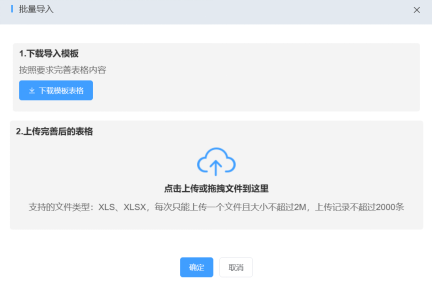 批量导入
1.下载导入模板
按照要求完善表格内容
下载模板表格
2.上传完善后的表格
点击上传或拖拽文件到这里
支持的文件类型：XLS、XLSX，每次只能上传一个文件且大小不超过2M，上传记录不超过2000条
确定
取消